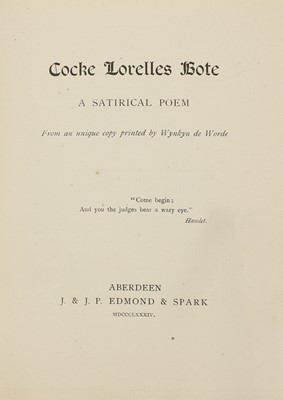 Cocke Lorelles Bote
A SATIRICAL POEM
From an unique copy printed by Wynkyn de Worde
"Come begin;
And you the judges bear a wary eye."
Hamlet.
ABERDEEN
J. & J. P. EDMOND & SPARK
MDCCCLXXXIV.